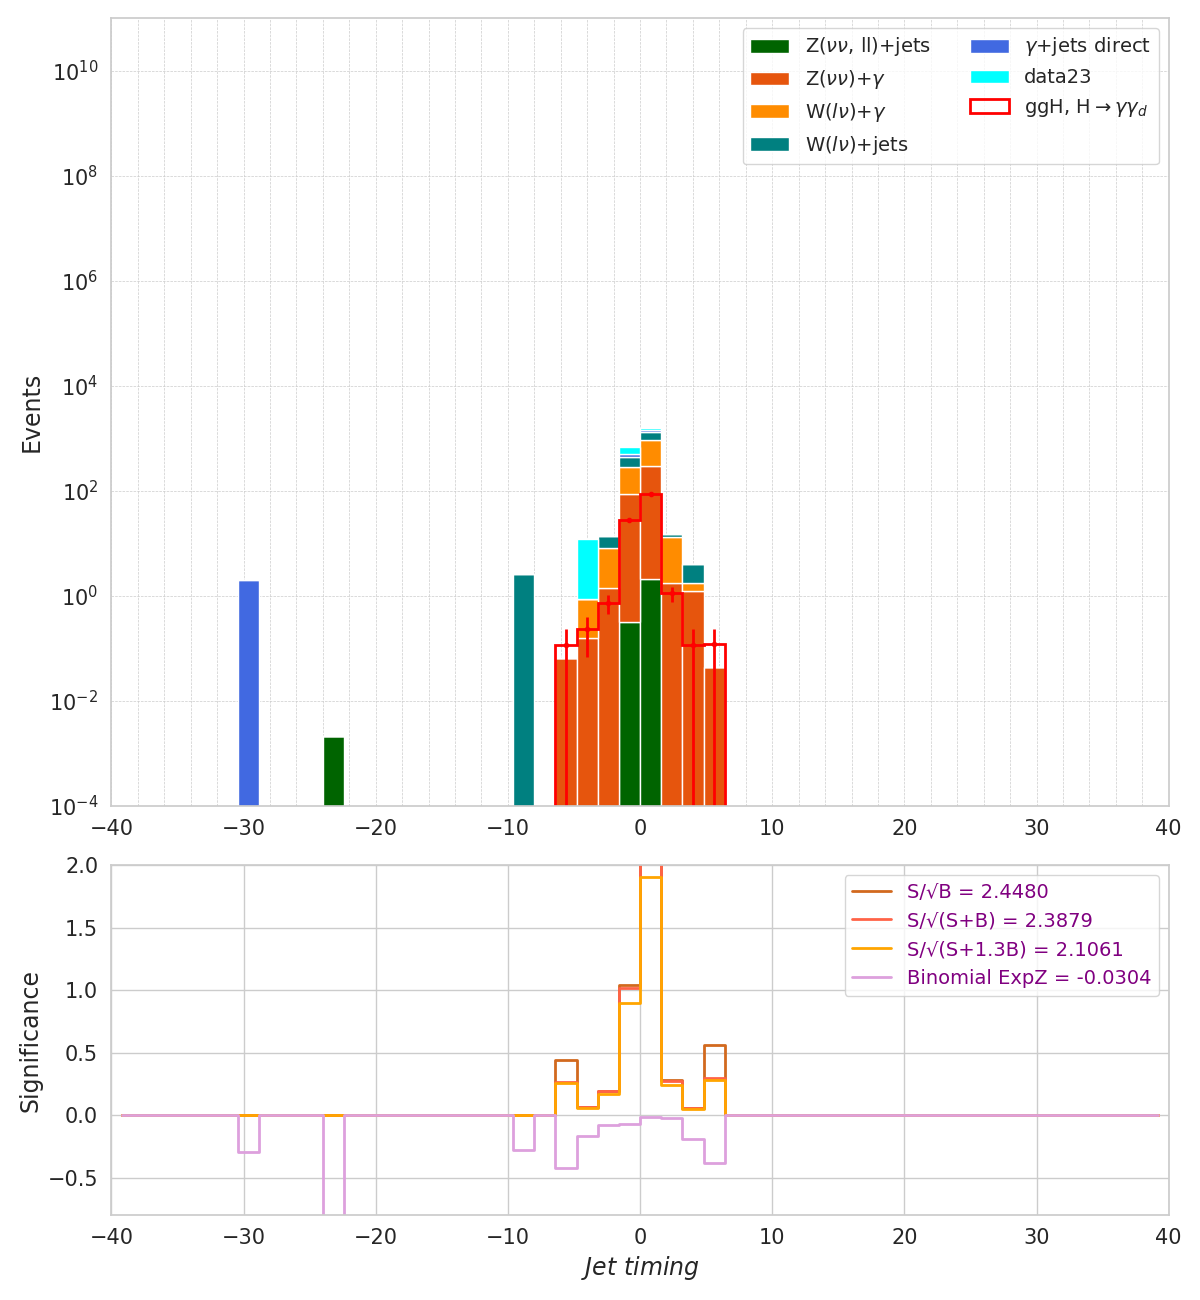 Z(νν, ll)+jets
Z(νν)+γ
W(lν)+γ
W(lν)+jets
γ+jets direct
data23
ggH, H→γγ_d
Events
10^10
10^8
10^6
10^4
10^2
10^0
10^−2
10^−4
−40 −30 −20 −10 0 10 20 30 40
Significance
2.0
1.5
1.0
0.5
0.0
−0.5
S/√B = 2.4480
S/√(S+B) = 2.3879
S/√(S+1.3B) = 2.1061
Binomial ExpZ = -0.0304
−40 −30 −20 −10 0 10 20 30 40
Jet timing